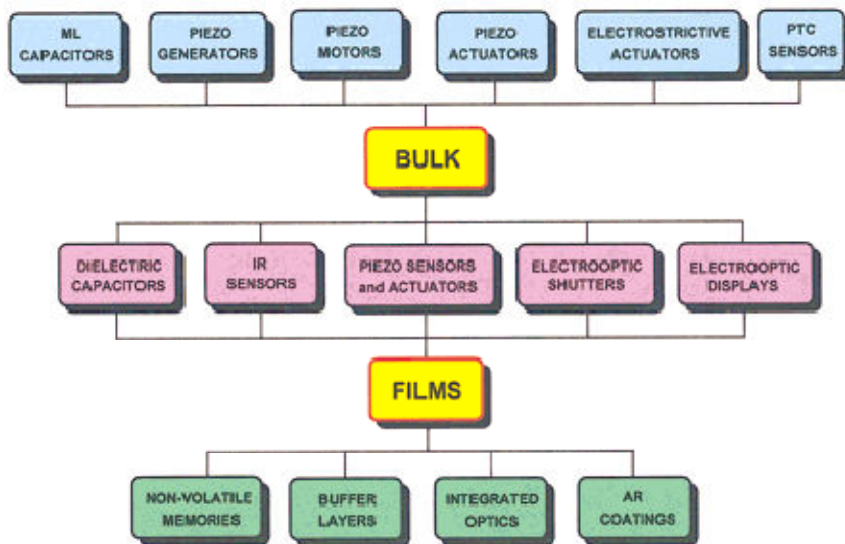 ML
CAPACITORS
PIEZO
GENERATORS
PIEZO
MOTORS
PIEZO
ACTUATORS
ELECTROSTRICTIVE
ACTUATORS
PTC
SENSORS
BULK
DIELECTIRIC
CAPACITORS
IR
SENSORS
PIEZO SENSORS
and ACTUATORS
ELECTROOPTIC
SHUTTERS
ELECTROOPTIC
DISPLAYS
FILMS
NON-VOLATILE
MEMORIES
BUFFER
LAYERS
INTEGRATED
OPTICS
AR
COATINGS